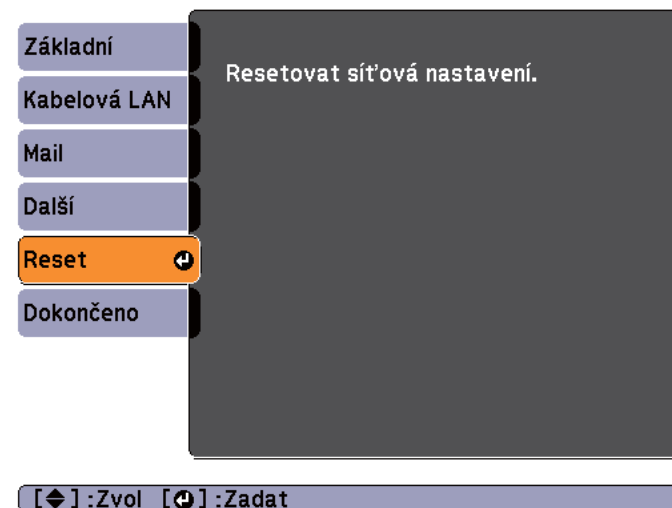 Základní
Resetovat síťová nastavení.
Kabelová LAN
Mail
Další
Reset
Dokončeno
[◆]:Zvol [↵]:Zadat